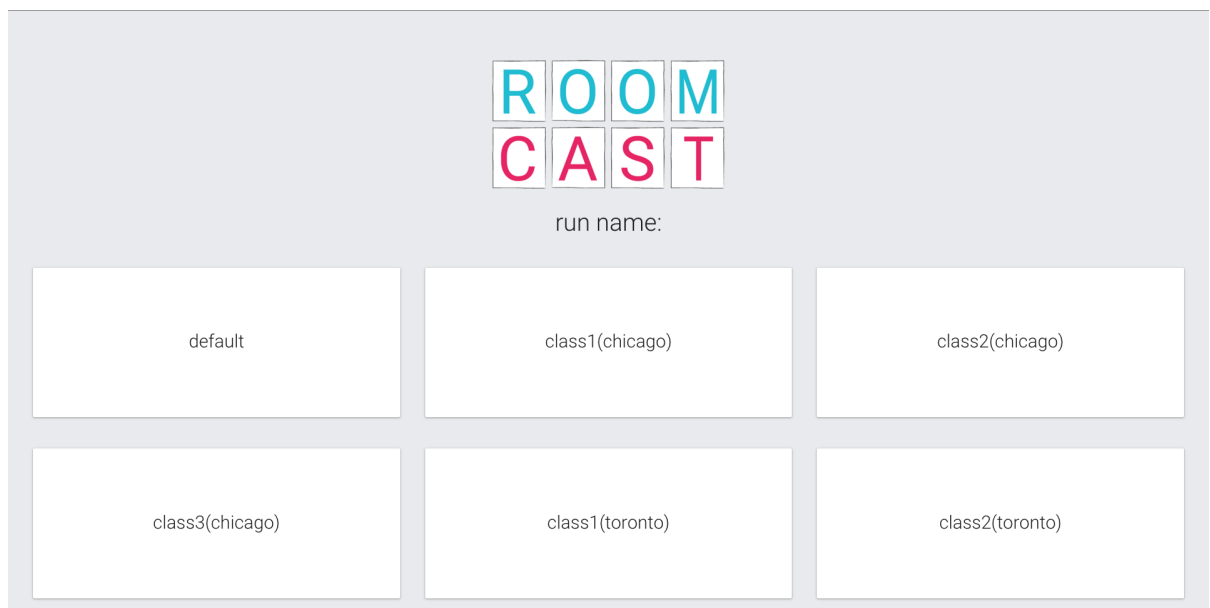 ROOM
CAST
run name:
default
class1(chicago)
class2(chicago)
class3(chicago)
class1(toronto)
class2(toronto)